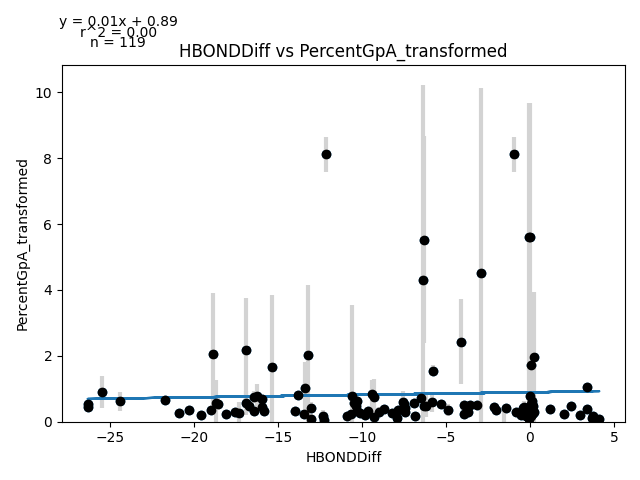 y = 0.01x + 0.89
r^2 = 0.00
n = 119
HBONDDiff vs PercentGpA_transformed
PercentGpA_transformed
10
8
6
4
2
0
−25
−20
−15
−10
−5
0
5
HBONDDiff